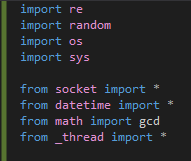 import re
import random
import os
import sys
from socket import *
from datetime import *
from math import gcd
from _thread import *